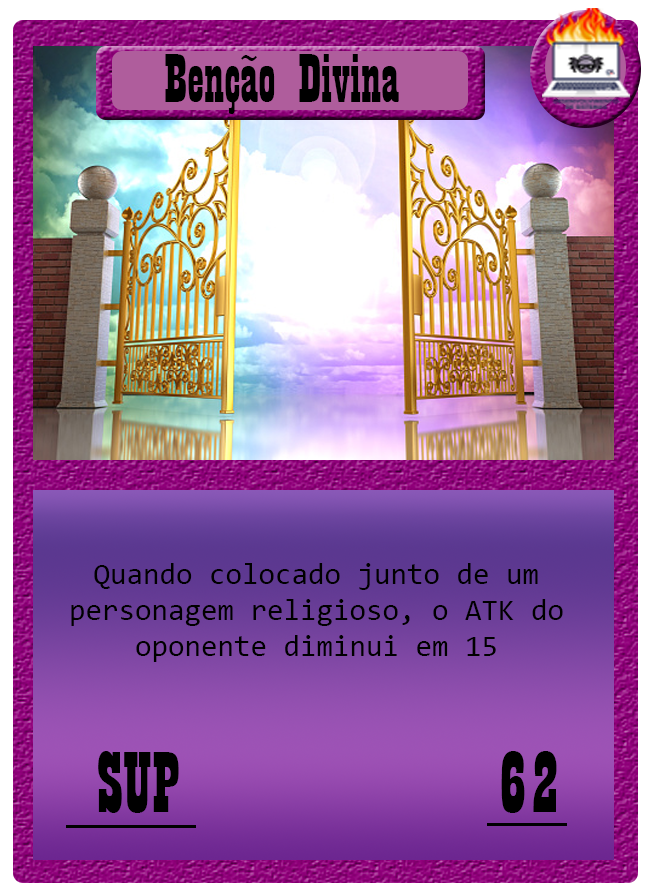 Benção Divina
Quando colocado junto de um
personagem religioso, o ATK do
oponente diminui em 15
SUP
62